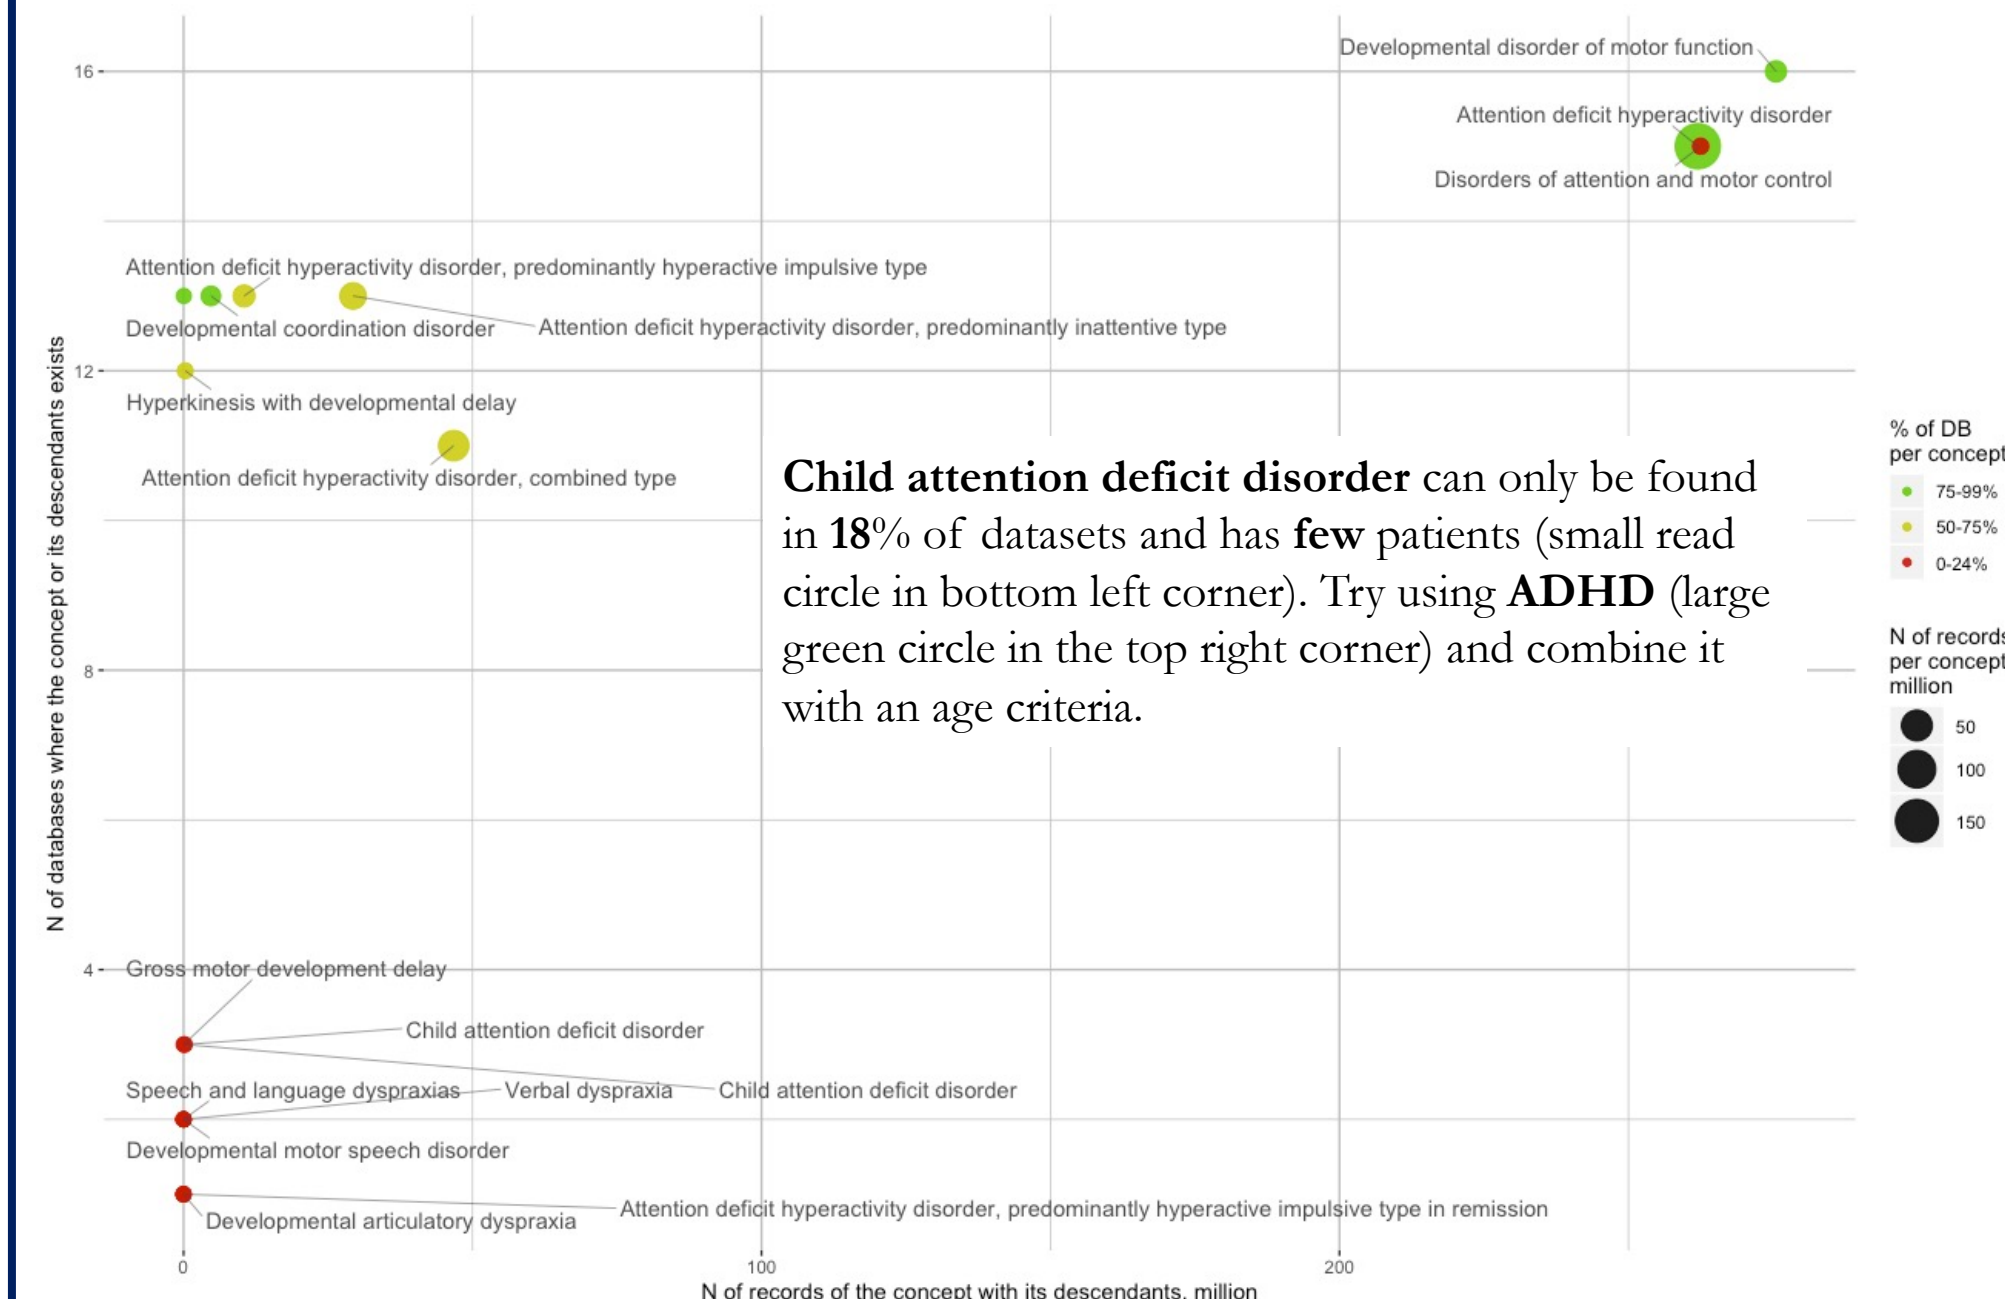 Developmental disorder of motor function
16
Attention deficit hyperactivity disorder
Disorders of attention and motor control
Attention deficit hyperactivity disorder, predominantly hyperactive impulsive type
Developmental coordination disorder
Attention deficit hyperactivity disorder, predominantly inattentive type
12
Hyperkinesis with developmental delay
Attention deficit hyperactivity disorder, combined type
N of databases where the concept or its descendants exists
Child attention deficit disorder can only be found
in 18% of datasets and has few patients (small read
circle in bottom left corner). Try using ADHD (large
green circle in the top right corner) and combine it
with an age criteria.
8
4
Gross motor development delay
Child attention deficit disorder
Speech and language dyspraxias
Verbal dyspraxia
Child attention deficit disorder
Developmental motor speech disorder
Attention deficit hyperactivity disorder, predominantly hyperactive impulsive type in remission
Developmental articulatory dyspraxia
0
100
200
N of records of the concept with its descendants, million
% of DB
per concept
75-99%
50-75%
0-24%
N of records
per concept
million
50
100
150